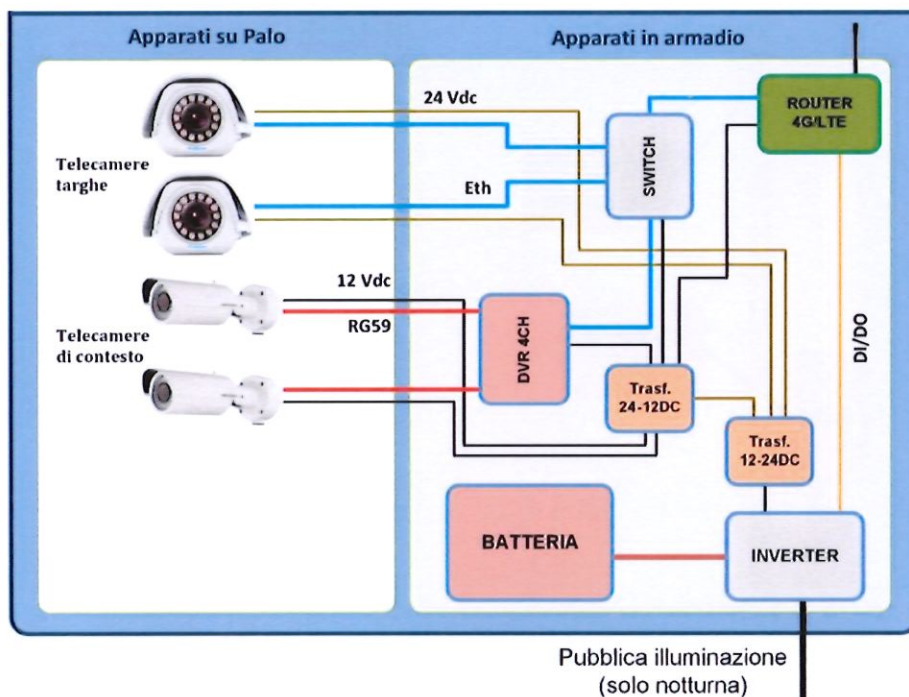 Apparati su Palo
Apparati in armadio
24 Vdc
ROUTER
4G/LTE
Telecamere
targhe
SWITCH
Eth
12 Vdc
RG59
Telecamere
di contesto
DVR 4CH
DI/DO
Trasf.
24-12DC
Trasf.
12-24DC
BATTERIA
INVERTER
Pubblica illuminazione
(solo notturna)